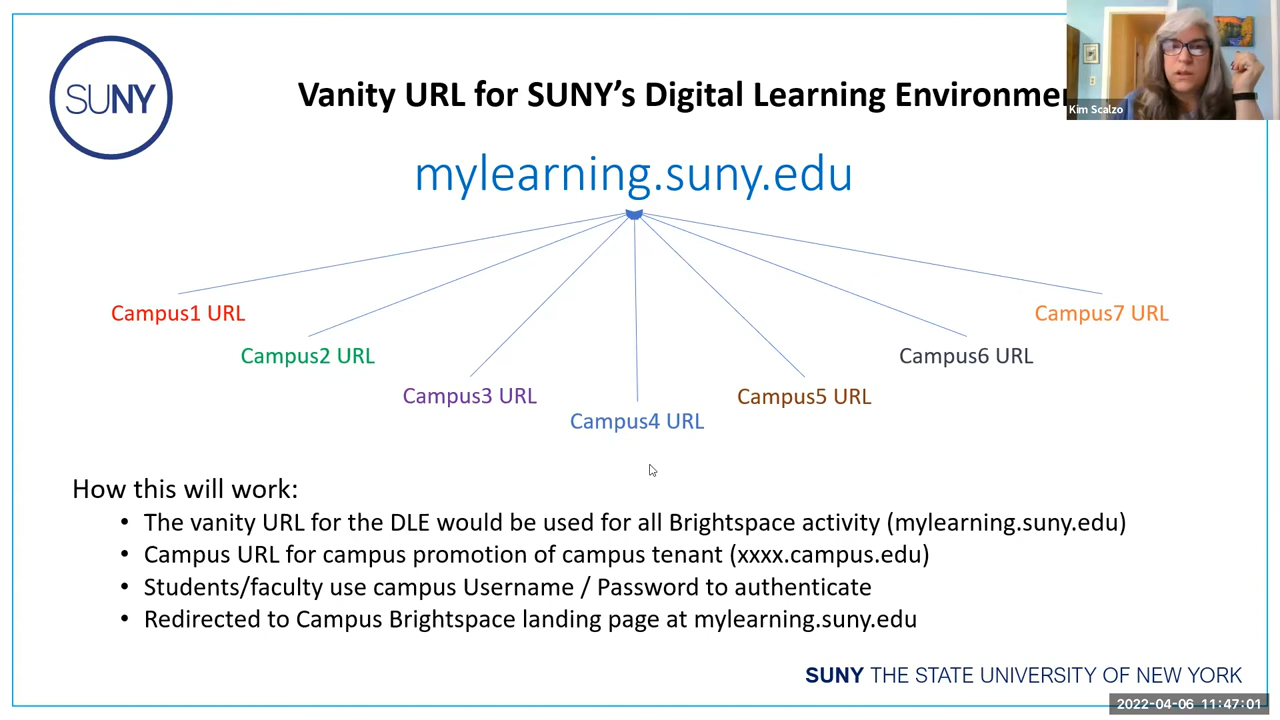 SUNY
Vanity URL for SUNY's Digital Learning Environmen
Kim Scalzo
mylearning.suny.edu
Campus1 URL
Campus7 URL
Campus2 URL
Campus6 URL
Campus3 URL
Campus5 URL
Campus4 URL
How this will work:
• The vanity URL for the DLE would be used for all Brightspace activity (mylearning.suny.edu)
• Campus URL for campus promotion of campus tenant (xxxx.campus.edu)
• Students/faculty use campus Username / Password to authenticate
• Redirected to Campus Brightspace landing page at mylearning.suny.edu
SUNY THE STATE UNIVERSITY OF NEW YORK
2022-04-06 11:47:01